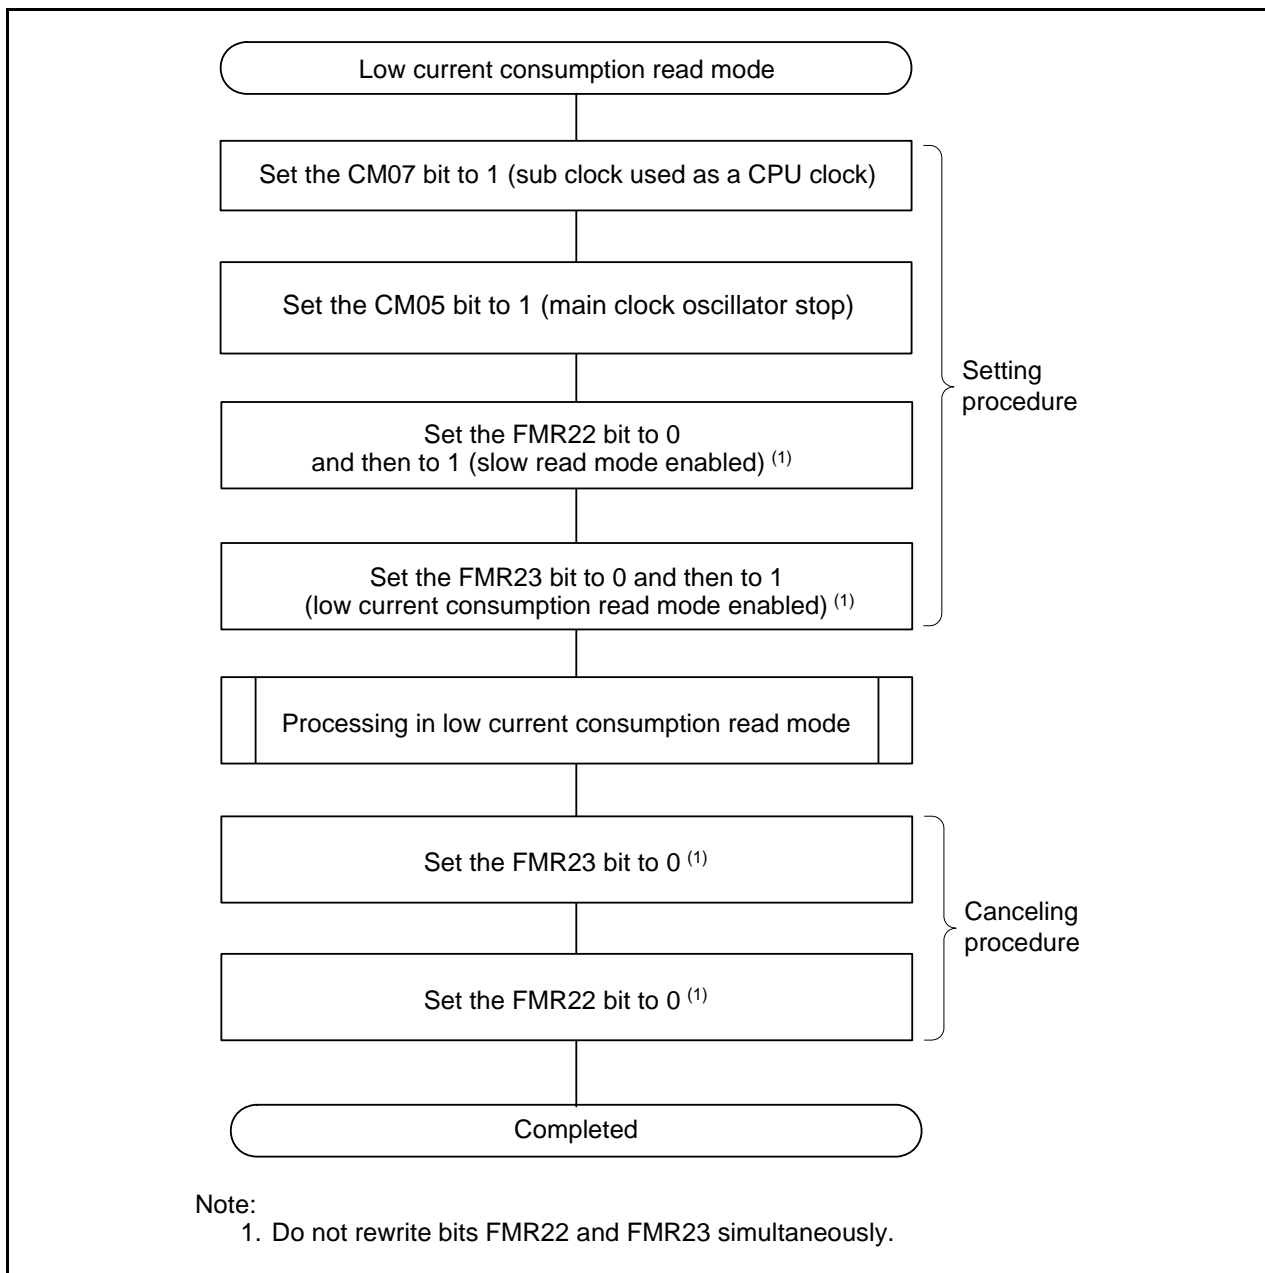 Low current consumption read mode
Set the CM07 bit to 1 (sub clock used as a CPU clock)
Set the CM05 bit to 1 (main clock oscillator stop)
Setting
procedure
Set the FMR22 bit to 0
and then to 1 (slow read mode enabled) (1)
Set the FMR23 bit to 0 and then to 1
(low current consumption read mode enabled) (1)
Processing in low current consumption read mode
Set the FMR23 bit to 0 (1)
Canceling
procedure
Set the FMR22 bit to 0 (1)
Completed
Note:
1. Do not rewrite bits FMR22 and FMR23 simultaneously.